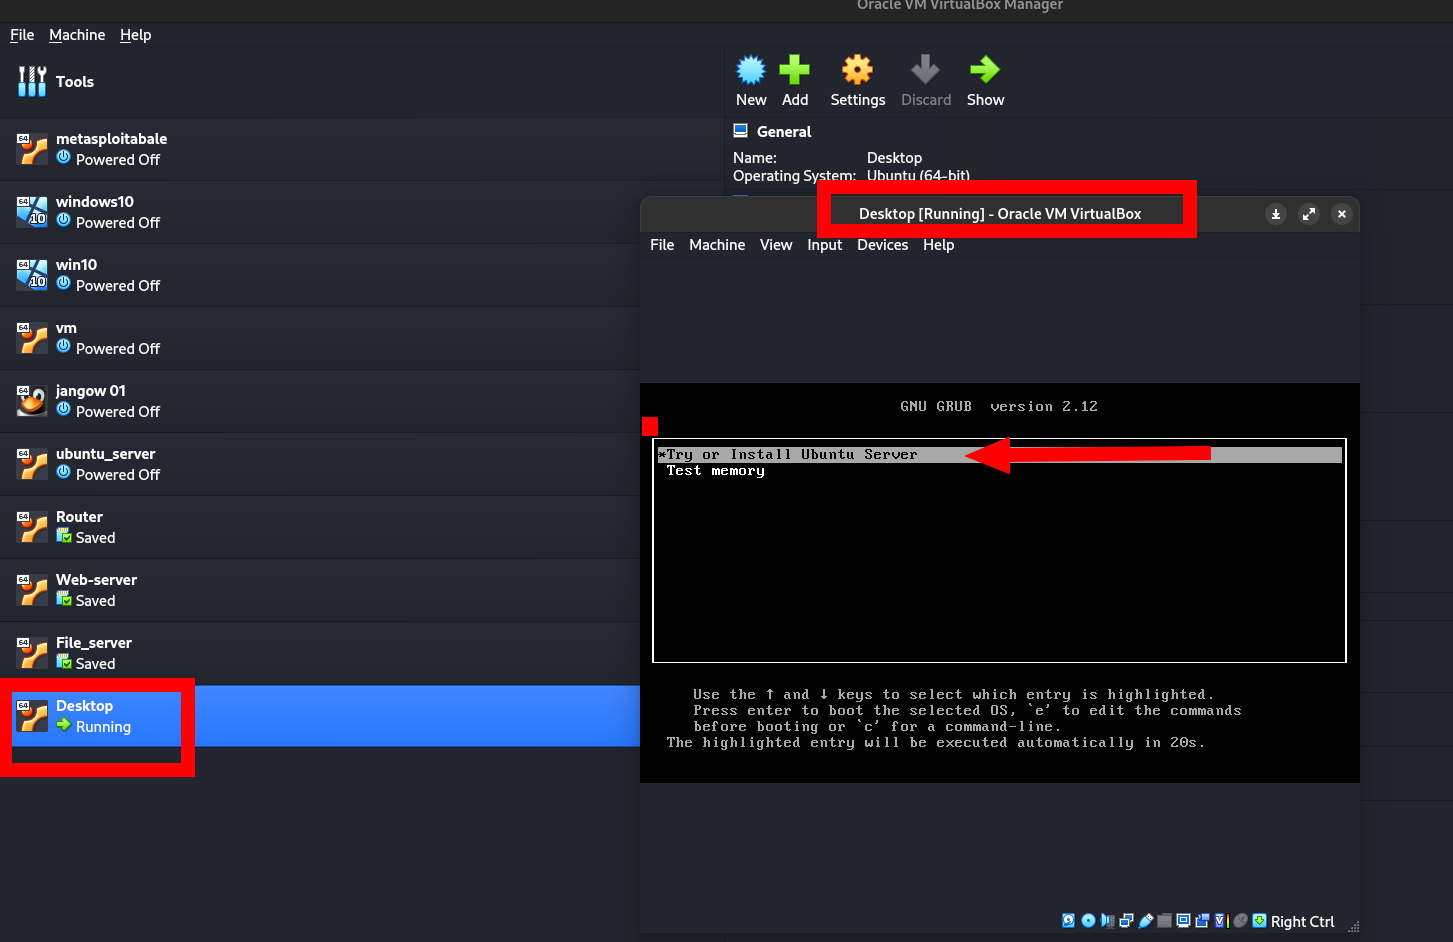 Oracle VM VirtualBox Manager
File Machine Help
Tools
New Add Settings Discard Show
metasploitabale
Powered Off
windows10
Powered Off
win10
Powered Off
vm
Powered Off
jangow 01
Powered Off
ubuntu_server
Powered Off
Router
Saved
Web-server
Saved
File_server
Saved
Desktop
Running
General
Name: Desktop
Operating System: Ubuntu (64-bit)
Desktop [Running] - Oracle VM VirtualBox
File Machine View Input Devices Help
GNU GRUB version 2.12
*Try or Install Ubuntu Server
Test memory
Use the ↑ and ↓ keys to select which entry is highlighted.
Press enter to boot the selected OS, `e' to edit the commands
before booting or `c' for a command-line.
The highlighted entry will be executed automatically in 20s.
Right Ctrl